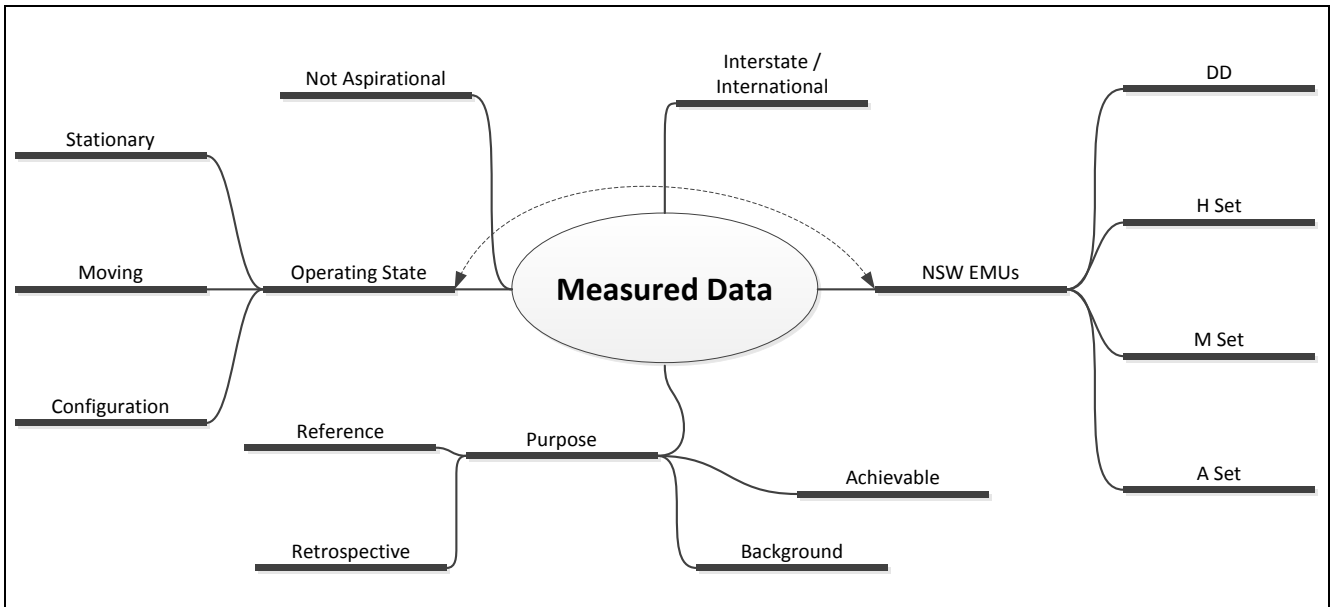 Interstate /
International
Not Aspirational
DD
Stationary
H Set
Moving
Operating State
Measured Data
NSW EMUs
M Set
Configuration
Reference
Purpose
Achievable
A Set
Retrospective
Background